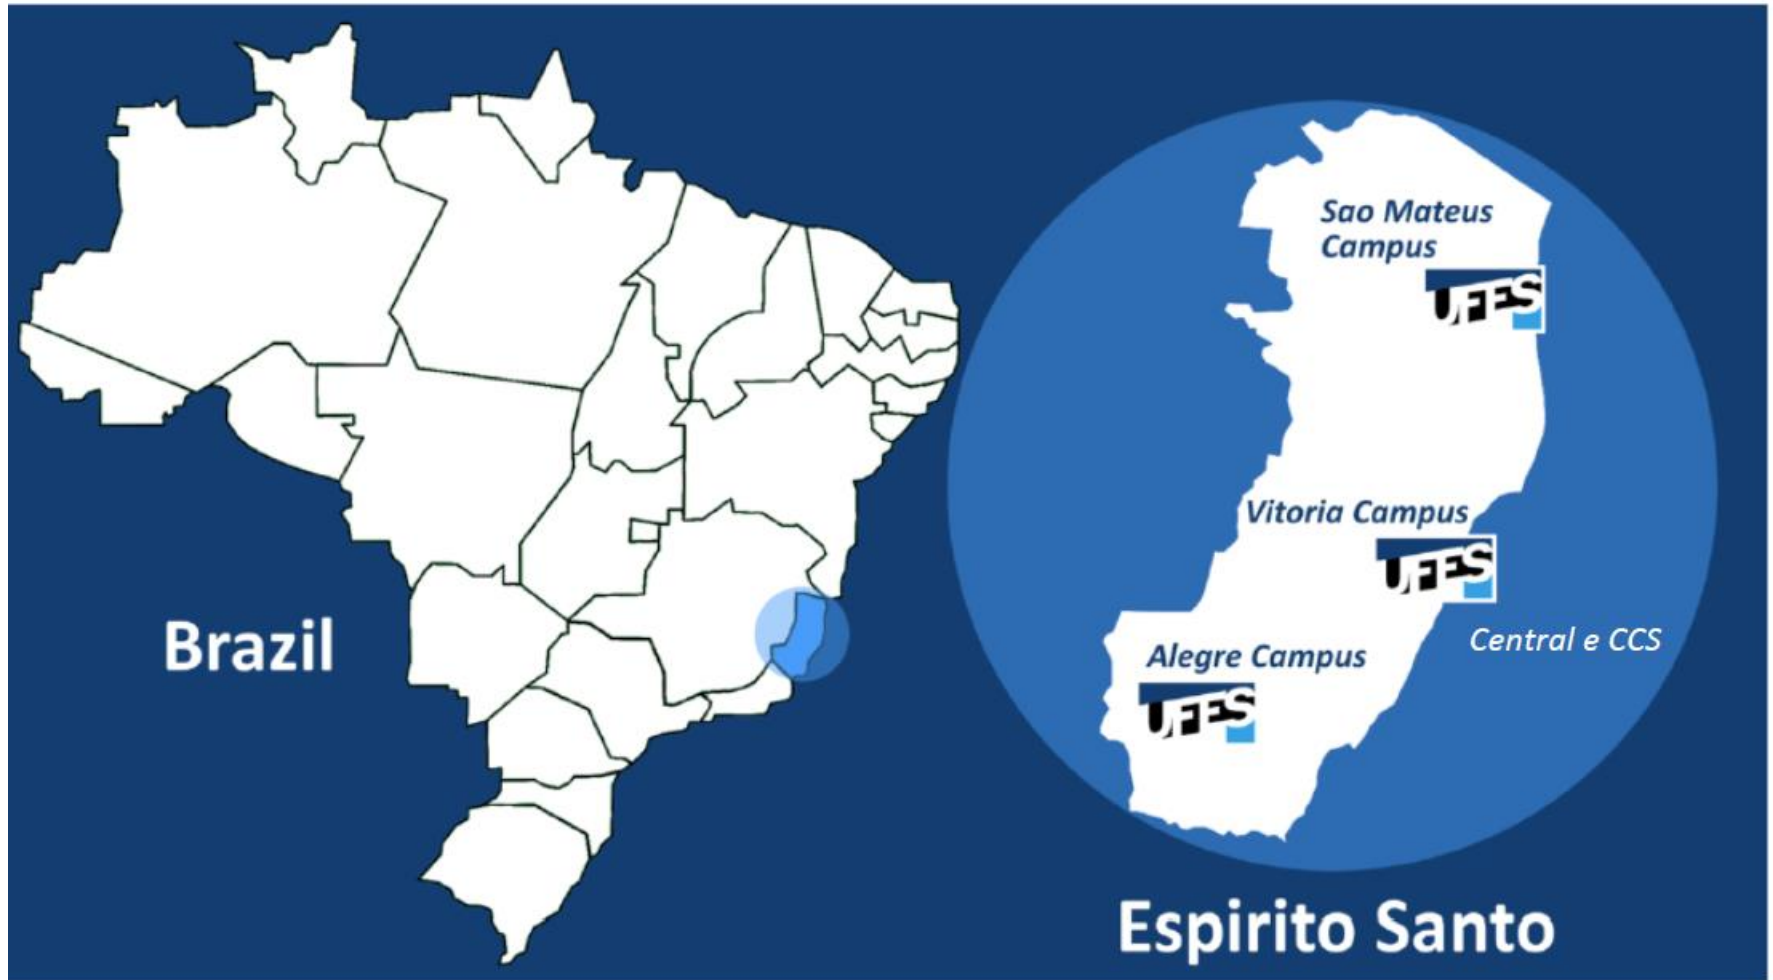 Brazil
Sao Mateus
Campus
UFES
Vitoria Campus
UFES
Central e CCS
Alegre Campus
UFES
Espirito Santo